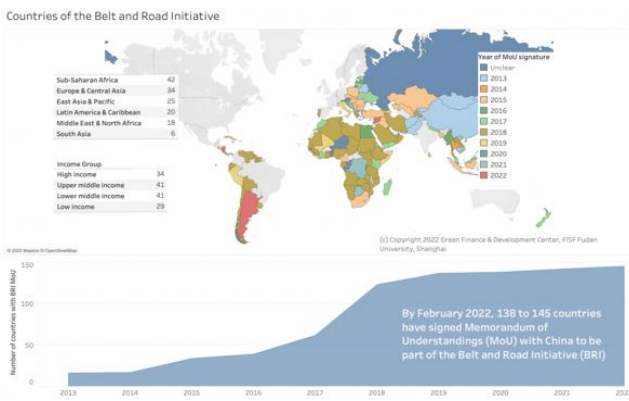 Countries of the Belt and Road Initiative
Sub-Saharan Africa 42
Europe & Central Asia 34
East Asia & Pacific 25
Latin America & Caribbean 20
Middle East & North Africa 18
South Asia 6
Income Group
High income 34
Upper middle income 41
Lower middle income 41
Low income 29
Year of MoU signature
Unclear
2013
2014
2015
2016
2017
2018
2019
2020
2021
2022
(c) Copyright 2022 Green Finance & Development Center, FISF Fudan
University, Shanghai
© 2022 Mapbox © OpenStreetMap
Number of countries with BRI MoU
150
100
50
0
By February 2022, 138 to 145 countries
have signed Memorandum of
Understandings (MoU) with China to be
part of the Belt and Road Initiative (BRI)
2013 2014 2015 2016 2017 2018 2019 2020 2021 202